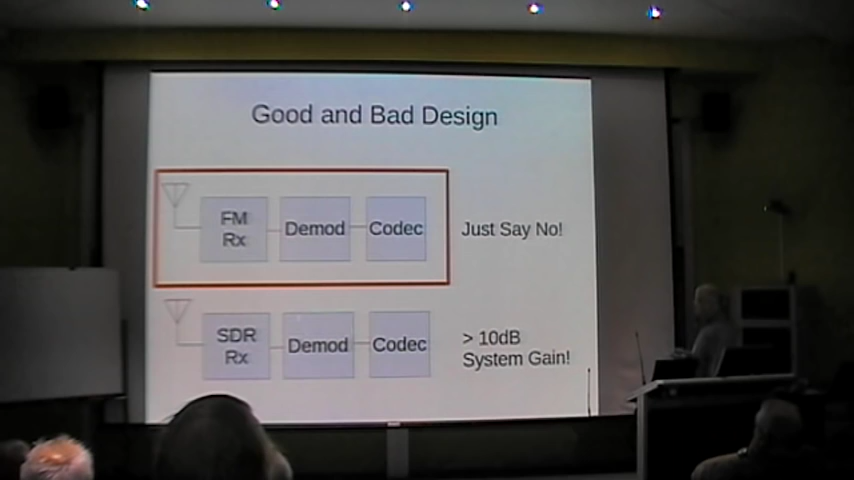 Good and Bad Design
FM
Rx
Demod
Codec
Just Say No!
SDR
Rx
Demod
Codec
> 10dB
System Gain!